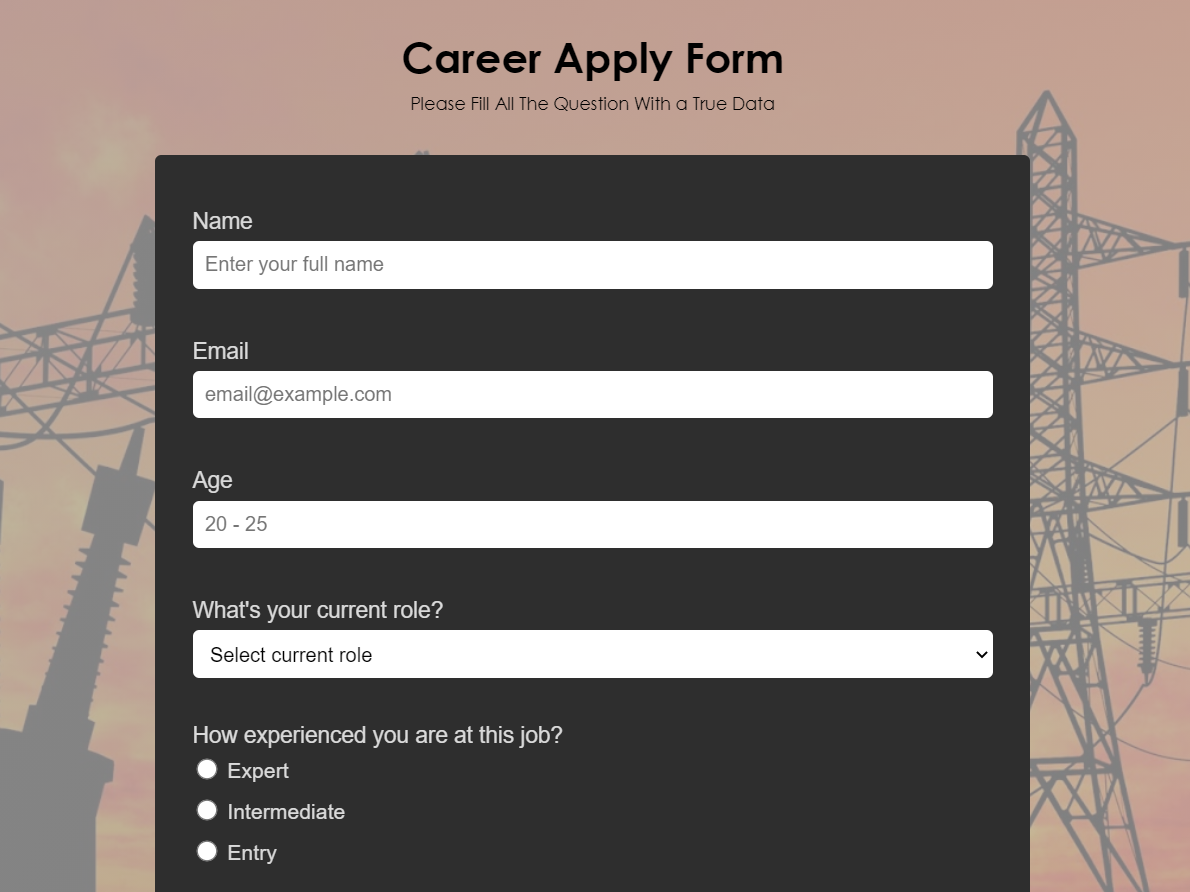 Career Apply Form
Please Fill All The Question With a True Data
Name
Enter your full name
Email
email@example.com
Age
20 - 25
What's your current role?
Select current role
How experienced you are at this job?
Expert
Intermediate
Entry